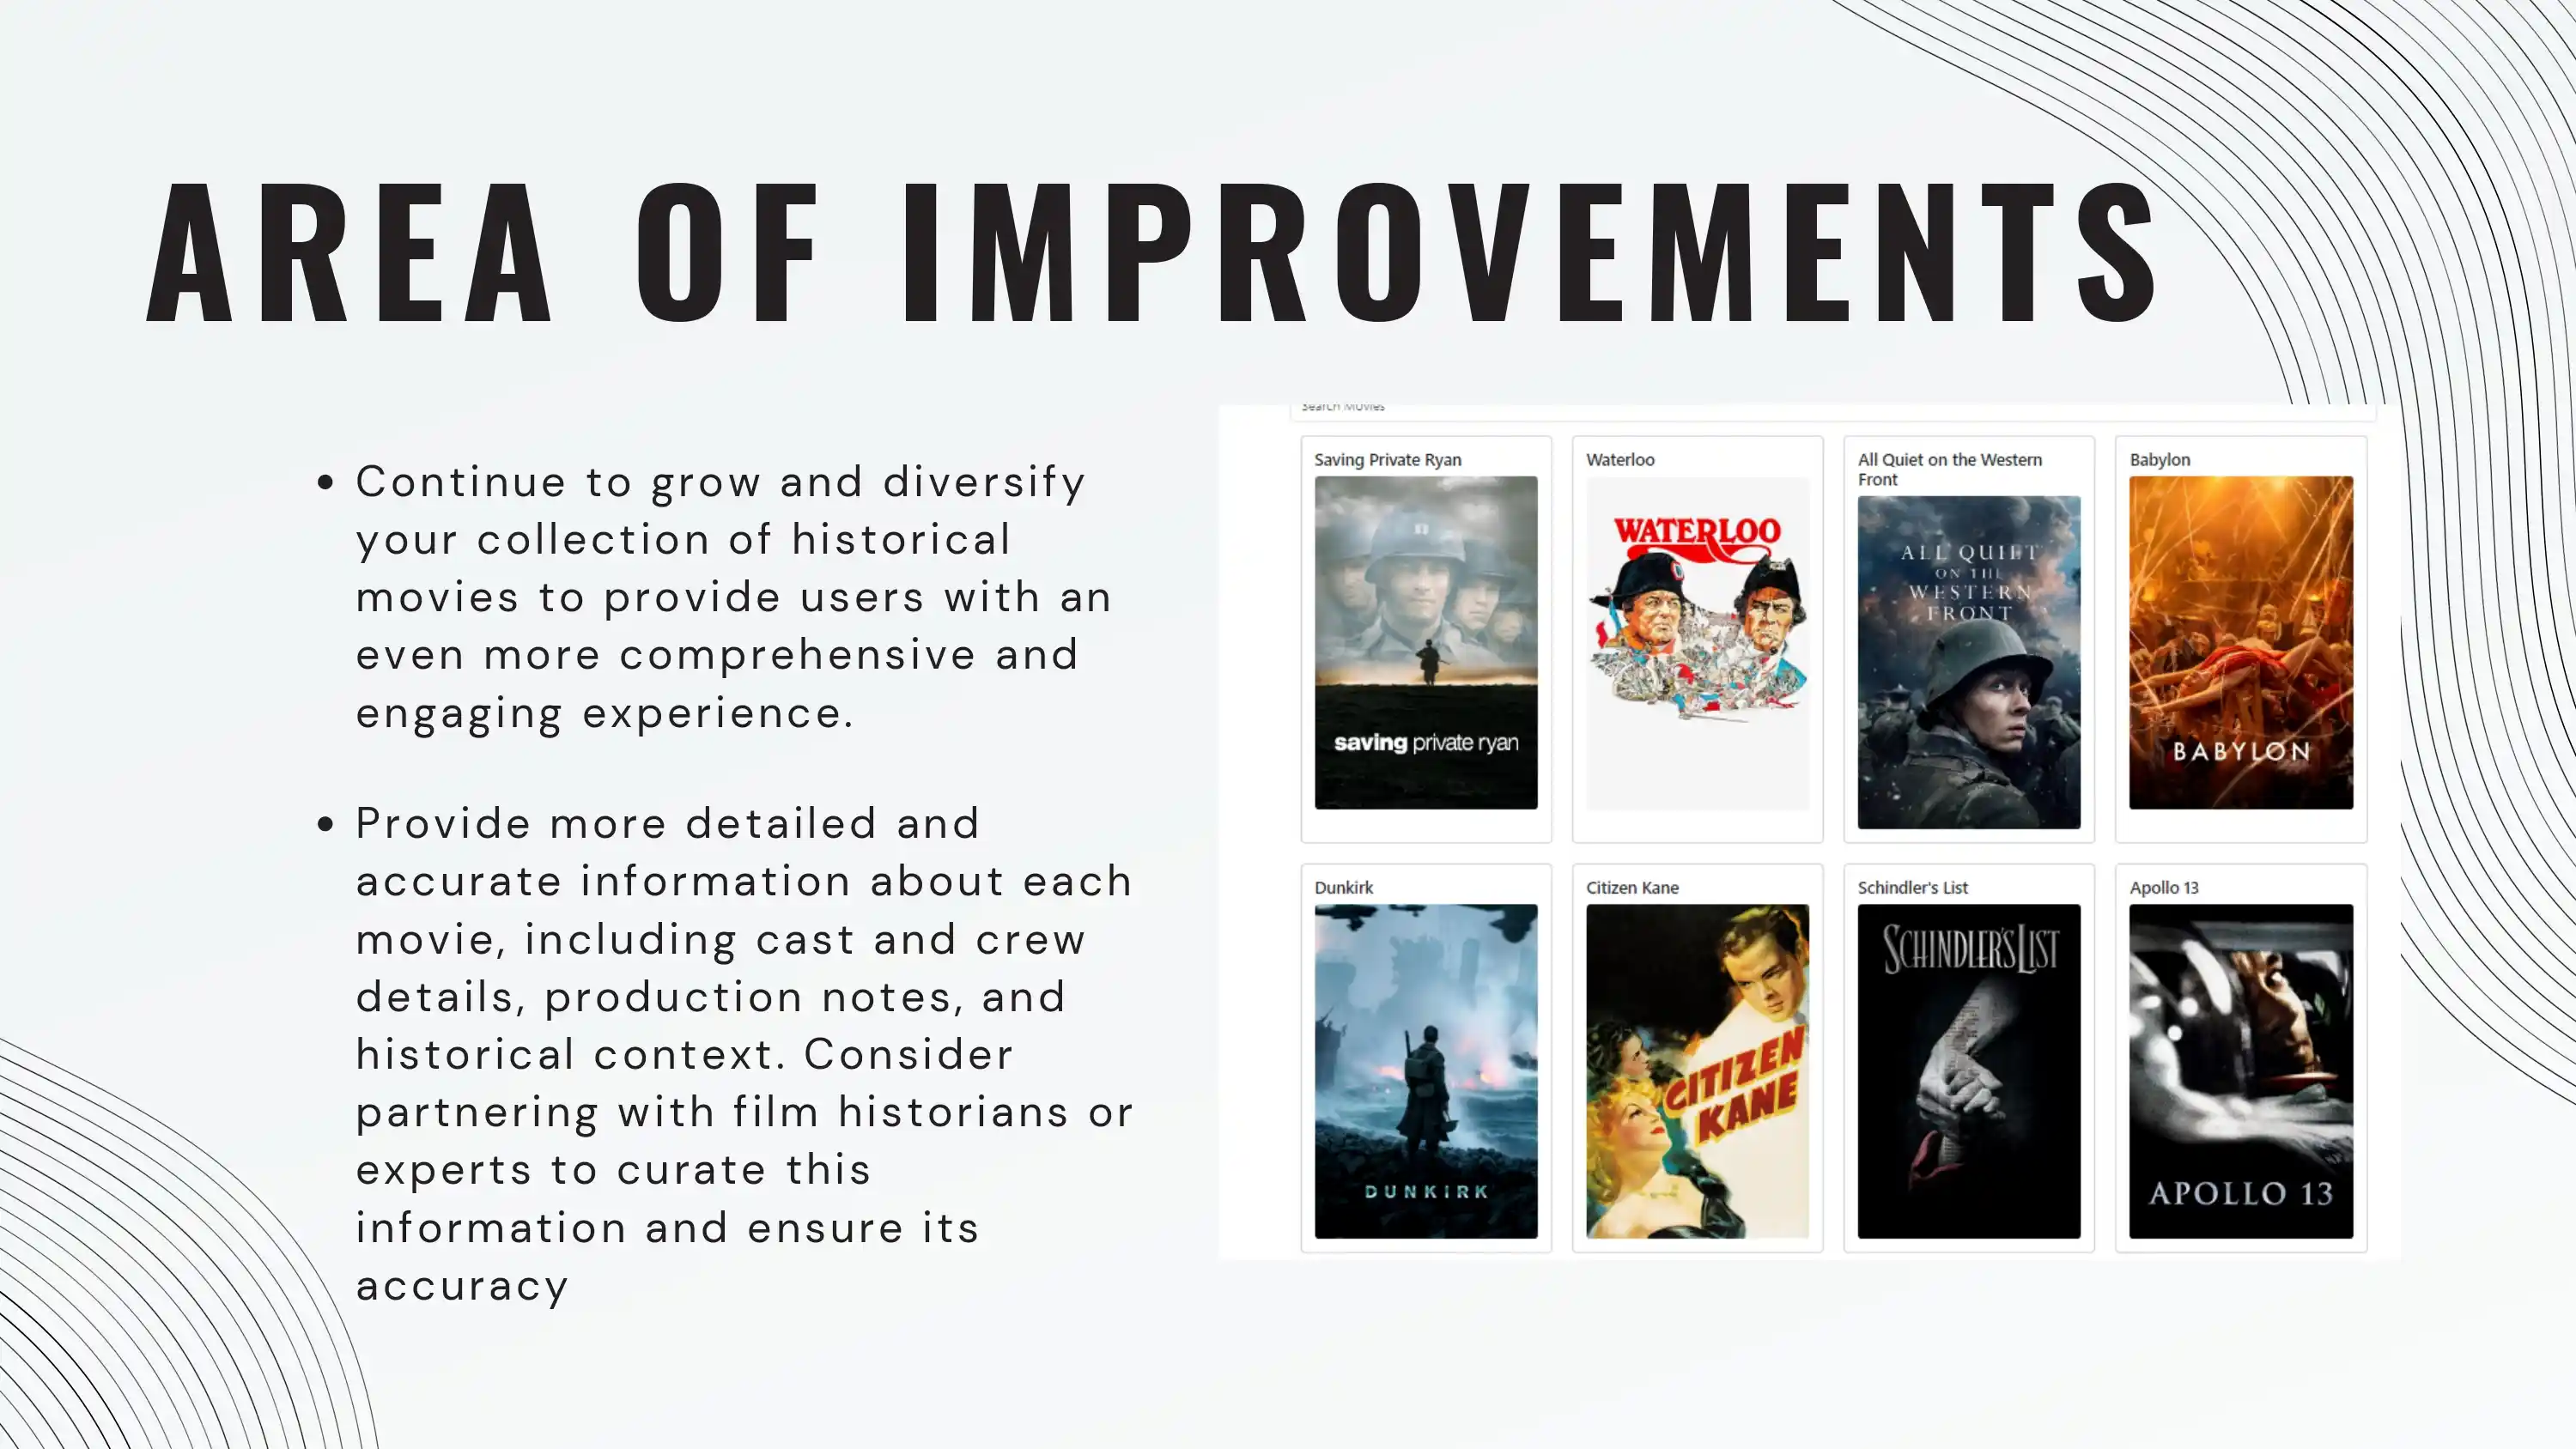 AREA OF IMPROVEMENTS
• Continue to grow and diversify
your collection of historical
movies to provide users with an
even more comprehensive and
engaging experience.
• Provide more detailed and
accurate information about each
movie, including cast and crew
details, production notes, and
historical context. Consider
partnering with film historians or
experts to curate this
information and ensure its
accuracy
Search Movies
Saving Private Ryan
saving private ryan
Waterloo
WATERLOO
All Quiet on the Western
Front
ALL QUIET
ON THE
WESTERN
FRONT
Babylon
BABYLON
Dunkirk
DUNKIRK
Citizen Kane
CITIZEN
KANE
Schindler's List
SCHINDLER'S LIST
Apollo 13
APOLLO 13